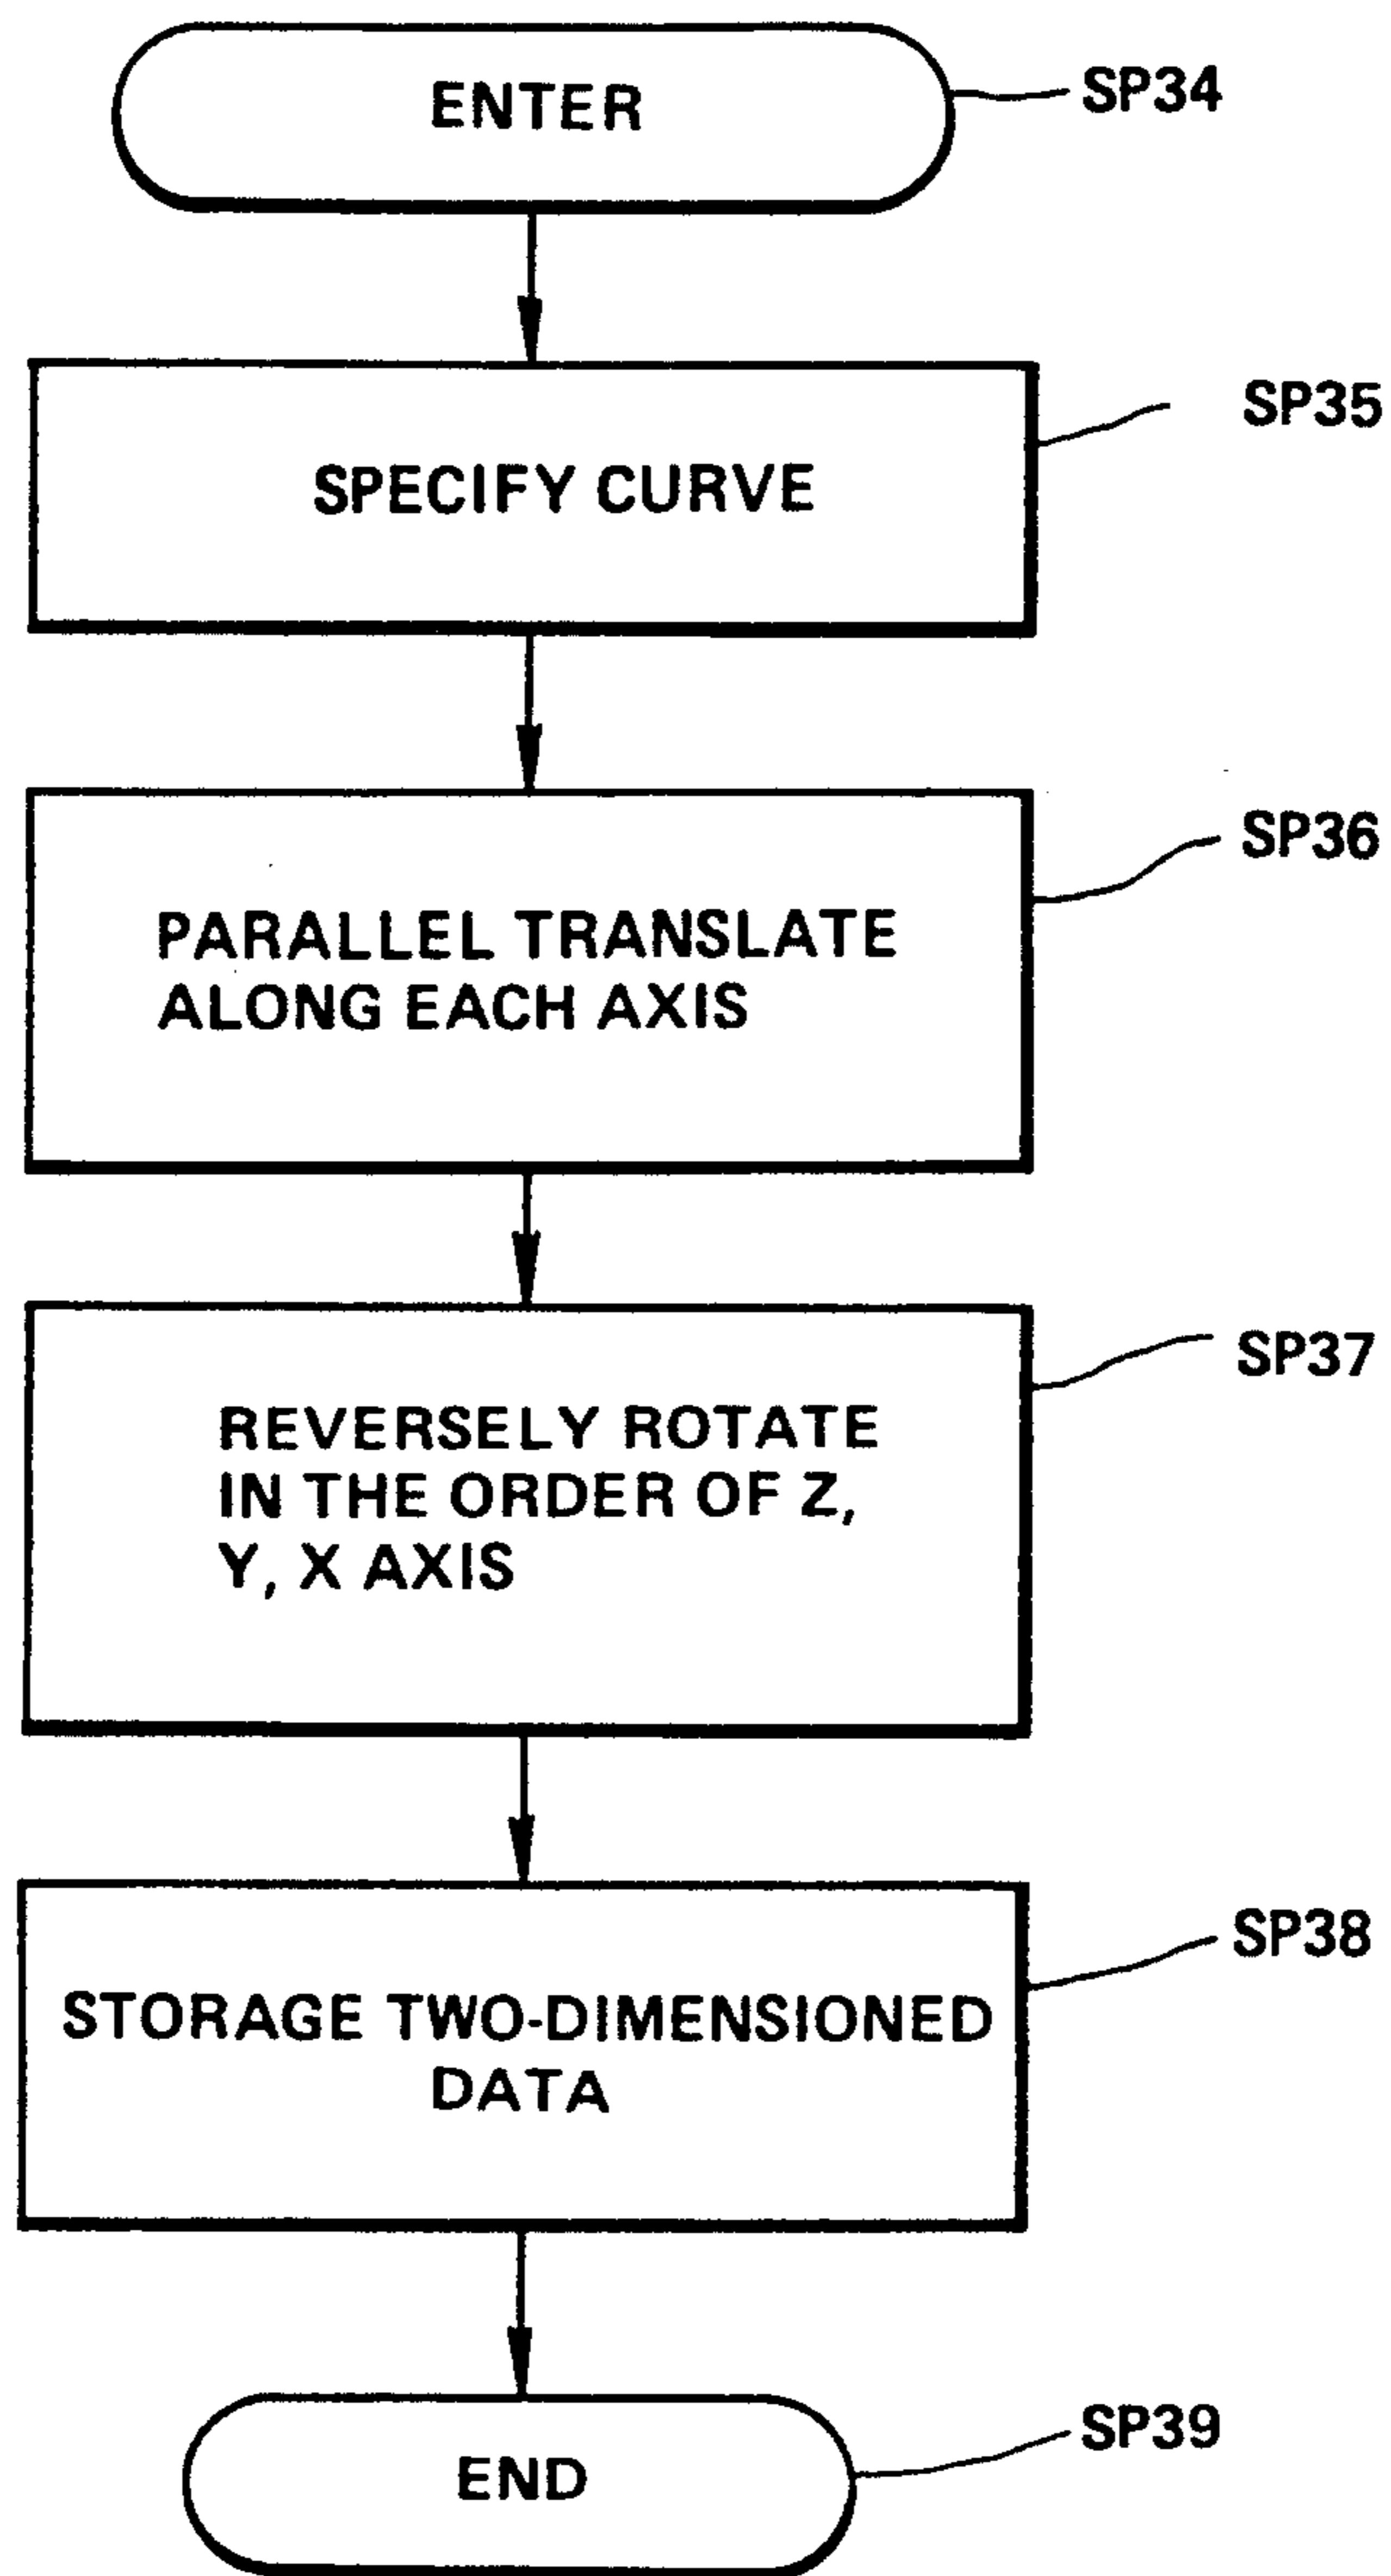 ENTER
SP34
SP35
SPECIFY CURVE
SP36
PARALLEL TRANSLATE
ALONG EACH AXIS
SP37
REVERSELY ROTATE
IN THE ORDER OF Z,
Y, X AXIS
SP38
STORAGE TWO-DIMENSIONED
DATA
SP39
END